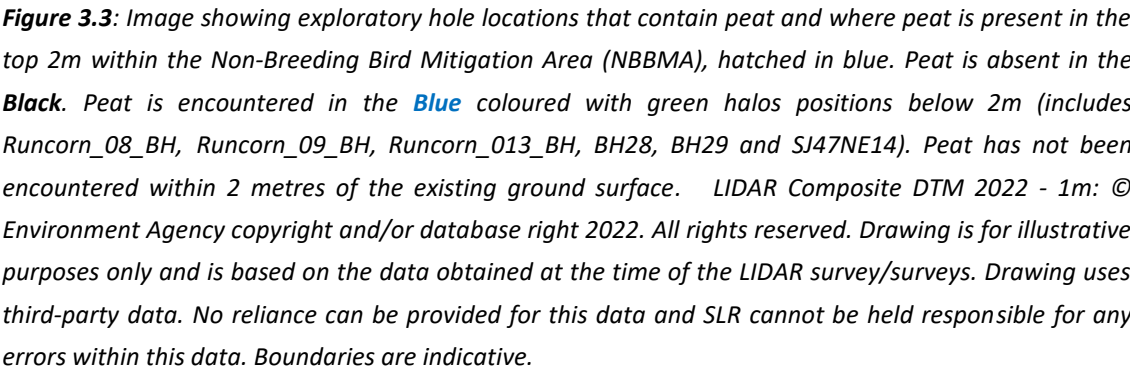 Figure 3.3: Image showing exploratory hole locations that contain peat and where peat is present in the
top 2m within the Non-Breeding Bird Mitigation Area (NBBMA), hatched in blue. Peat is absent in the
Black. Peat is encountered in the Blue coloured with green halos positions below 2m (includes
Runcorn_08_BH, Runcorn_09_BH, Runcorn_013_BH, BH28, BH29 and SJ47NE14). Peat has not been
encountered within 2 metres of the existing ground surface. LIDAR Composite DTM 2022 - 1m: ©
Environment Agency copyright and/or database right 2022. All rights reserved. Drawing is for illustrative
purposes only and is based on the data obtained at the time of the LIDAR survey/surveys. Drawing uses
third-party data. No reliance can be provided for this data and SLR cannot be held responsible for any
errors within this data. Boundaries are indicative.